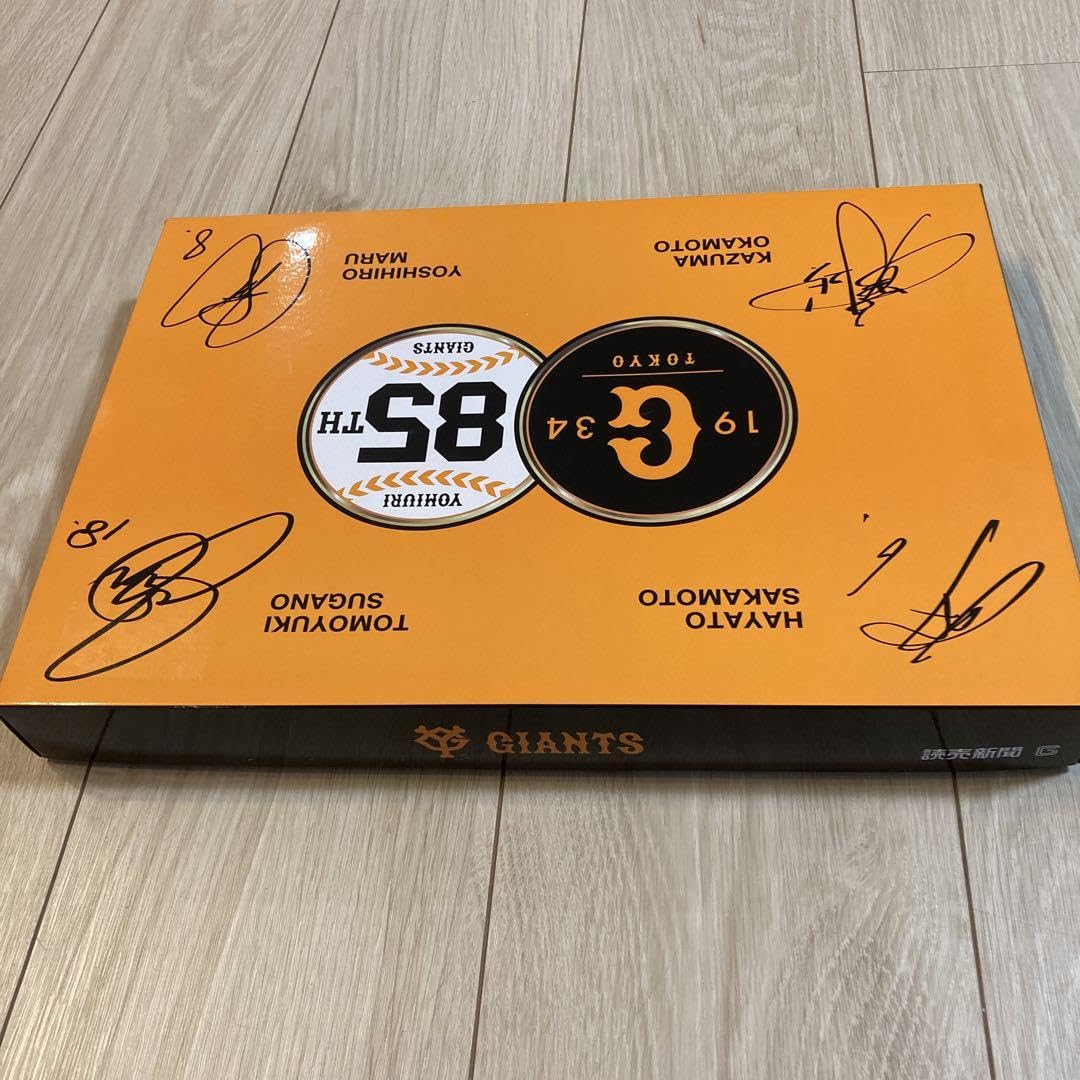 HAYATO
SAKAMOTO
6.
TOMOYUKI
SUGANO
18.
19 G 34
TOKYO
YOMIURI
85TH
GIANTS
KAZUMA
OKAMOTO
YOSHIHIRO
MARU
8.
YG GIANTS
読売新聞 G